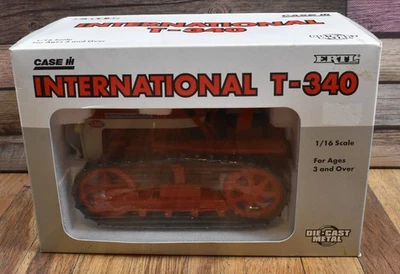 INTERNATIONAL
T-340
CASE IH
ERTL
INTERNATIONAL T-340
1/16 Scale
For Ages
3 and Over
DIE-CAST
METAL